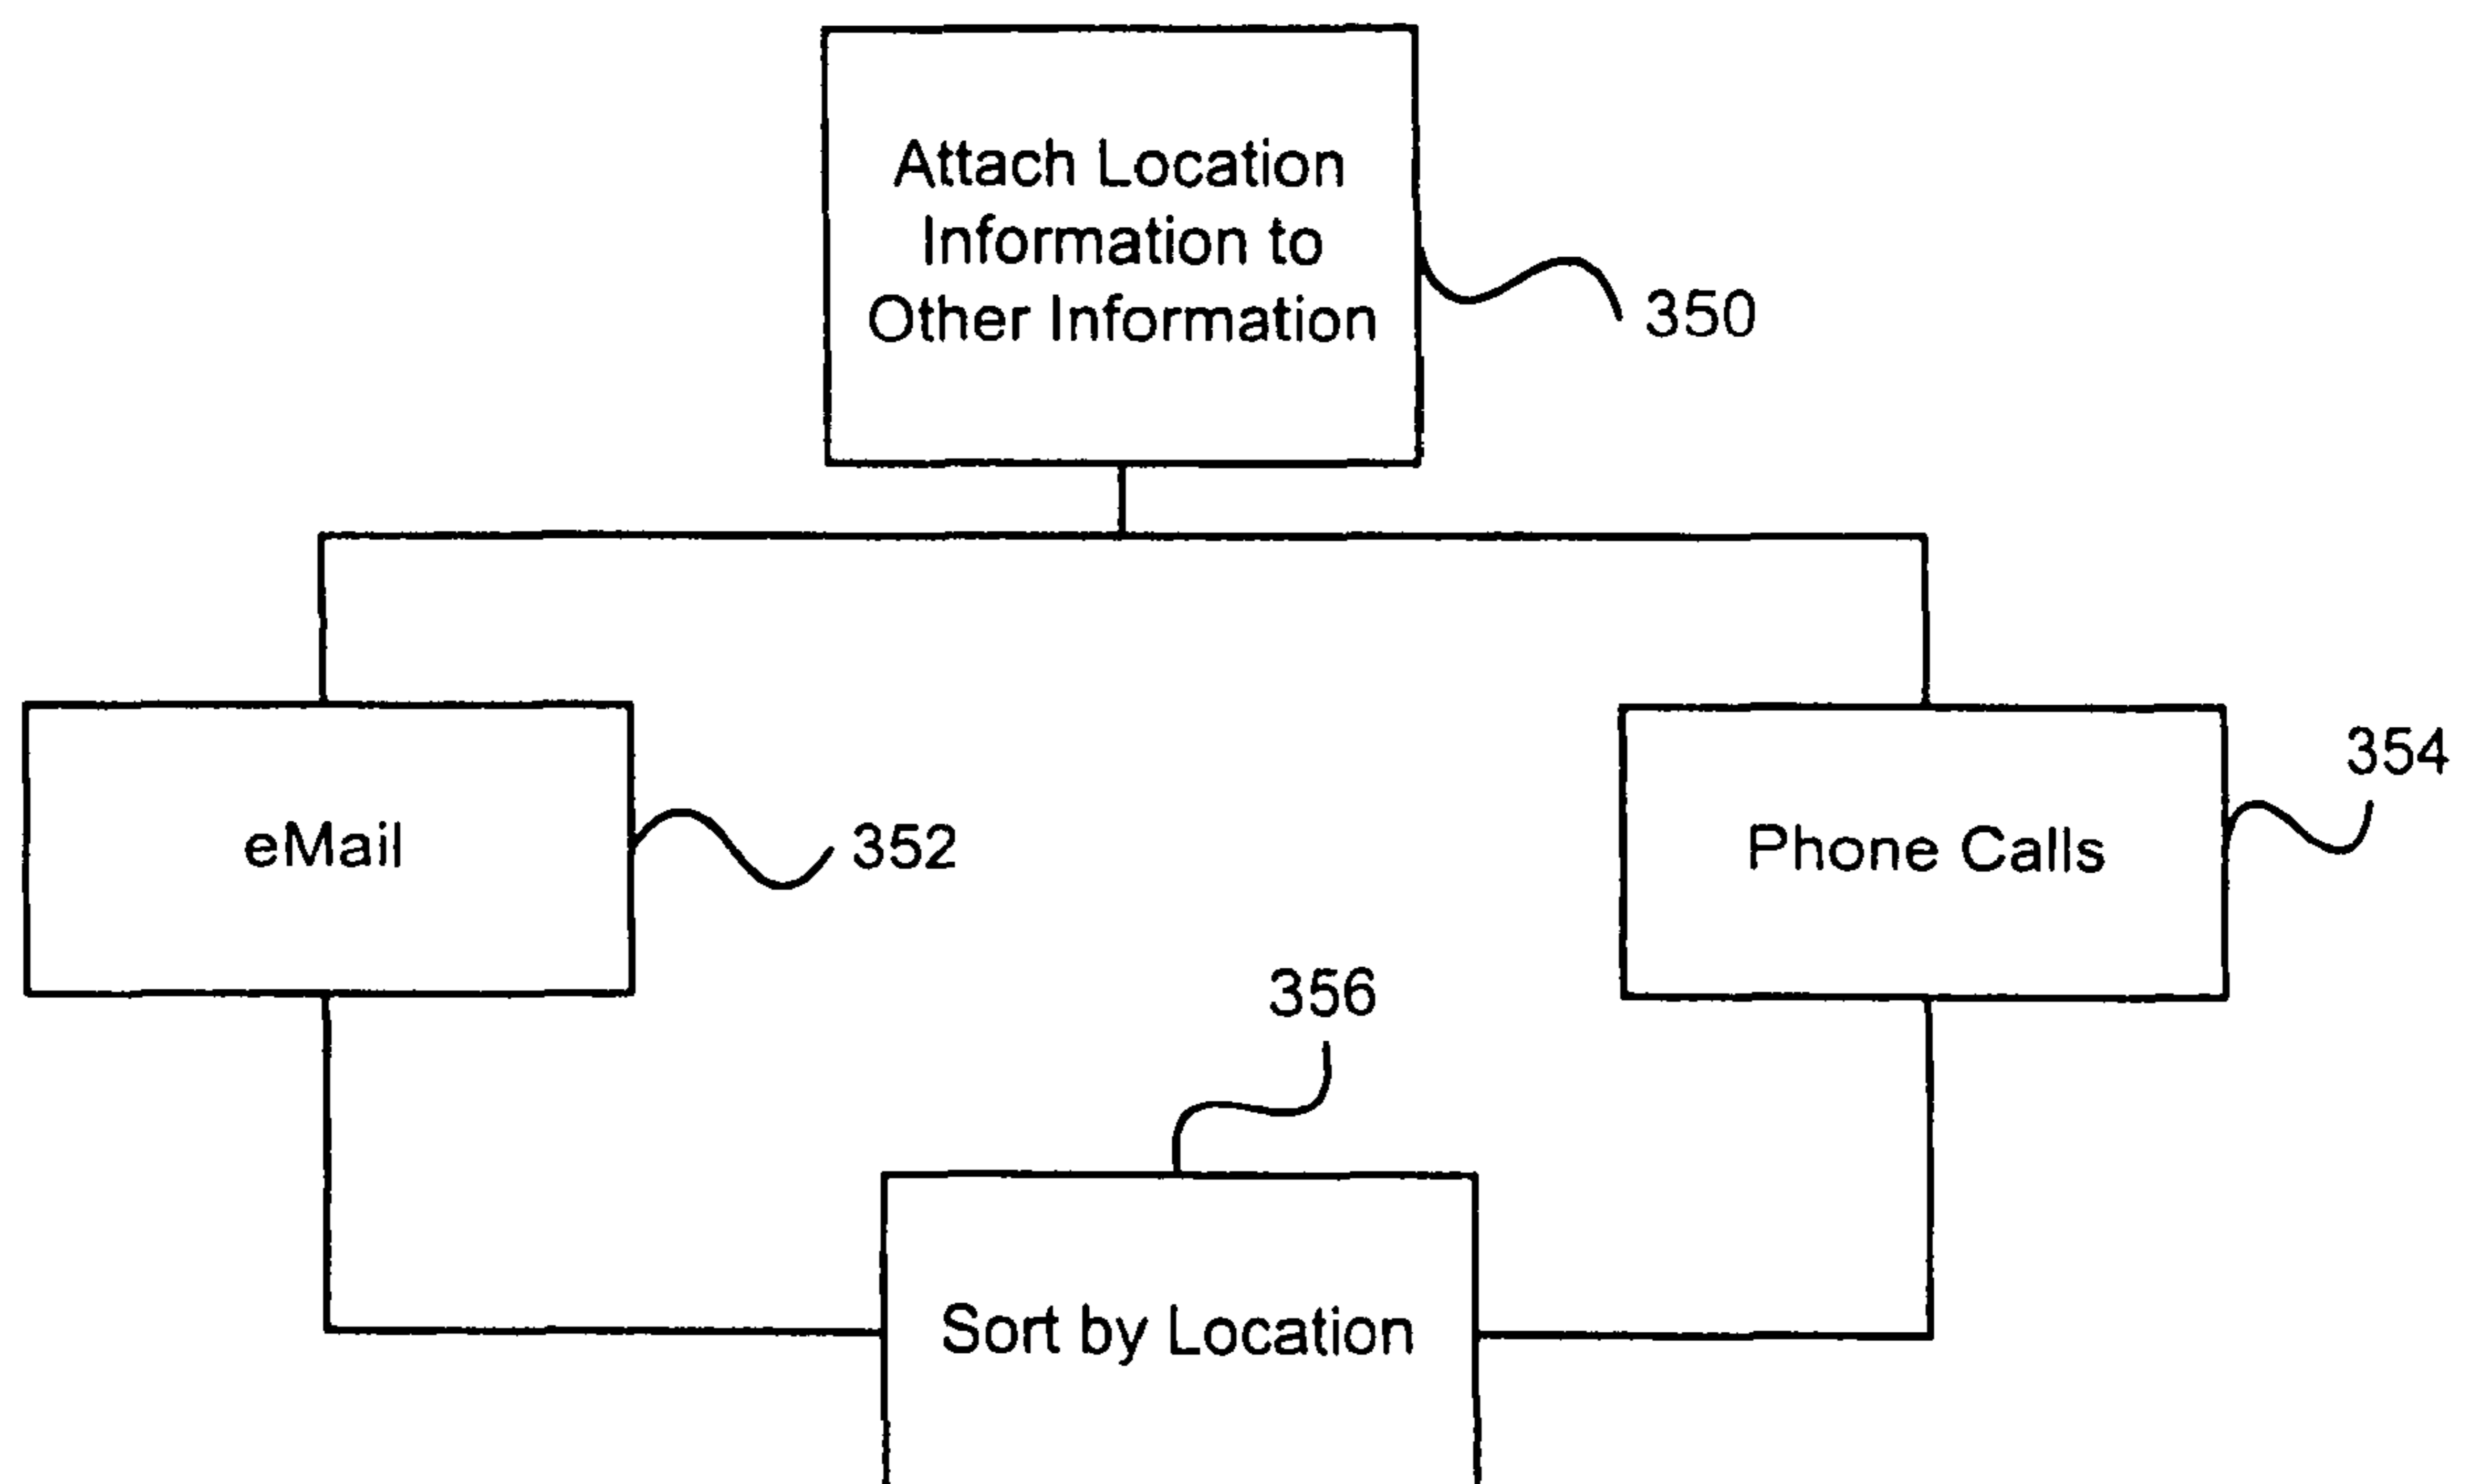 Attach Location
Information to
Other Information
350
354
eMail
352
Phone Calls
356
Sort by Location